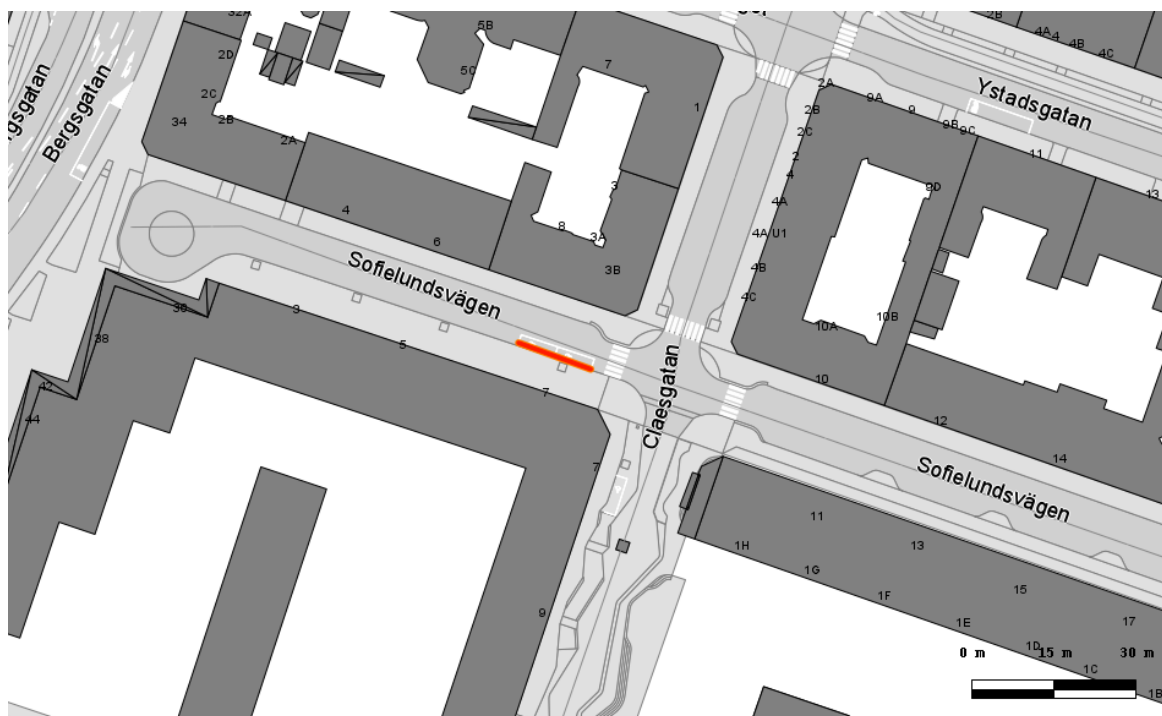 32A
5B
2D
5C
7
4A
4
4B
4C
2B
Ystadsgatan
Bergsgatan
2C
34
2B
2A
1
2A
2B
2C
9A
9
9B
9C
11
13
2
4
3
9D
4A
4
6
8
3A
3B
4A
U1
4B
4C
Sofielundsvägen
36
3
38
5
7
42
44
10A
10B
10
12
14
Claesgatan
Sofielundsvägen
7
11
13
15
17
1H
1G
1F
1E
1D
1C
1B
9
0 m 15 m 30 m